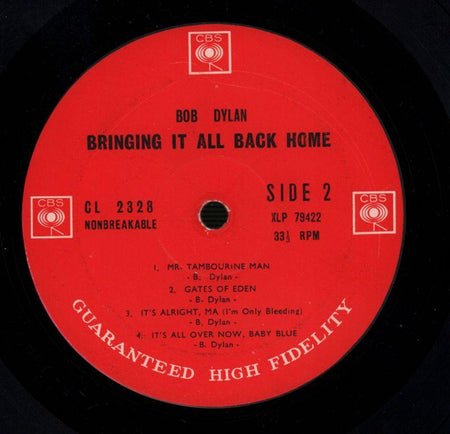 CBS
BOB DYLAN
BRINGING IT ALL BACK HOME
CBS
CL 2328
NONBREAKABLE
SIDE 2
XLP 79422
33⅓ RPM
CBS
1. MR. TAMBOURINE MAN
- B. Dylan -
2. GATES OF EDEN
- B. Dylan -
3. IT'S ALRIGHT, MA (I'm Only Bleeding)
- B. Dylan -
4. IT'S ALL OVER NOW, BABY BLUE
- B. Dylan -
GUARANTEED HIGH FIDELITY